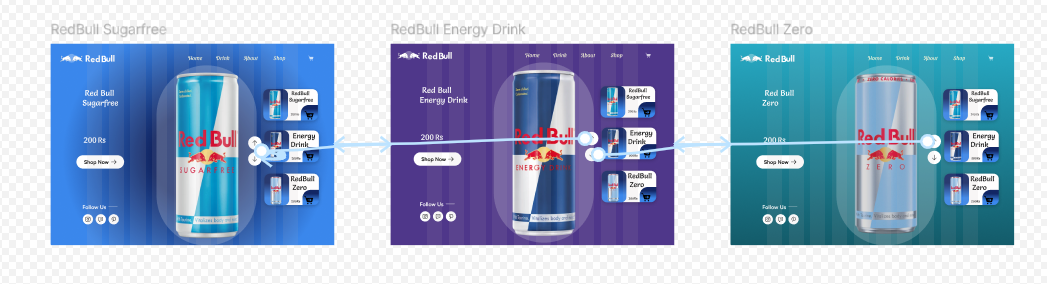 RedBull Sugarfree
RedBull Energy Drink
RedBull Zero
Red Bull
Home
Drink
About
Shop
Red Bull
Sugarfree
200 Rs
Shop Now →
Follow Us
Red Bull
SUGARFREE
RedBull
Sugarfree
Energy
Drink
RedBull
Zero
Red Bull
Home
Drink
About
Shop
Red Bull
Energy Drink
200 Rs
Shop Now →
Follow Us
Red Bull
RedBull
Sugarfree
Energy
Drink
RedBull
Zero
Red Bull
Home
Drink
About
Shop
Red Bull
Zero
200 Rs
Shop Now →
Follow Us
Red Bull
ZERO
RedBull
Sugarfree
Energy
Drink
RedBull
Zero